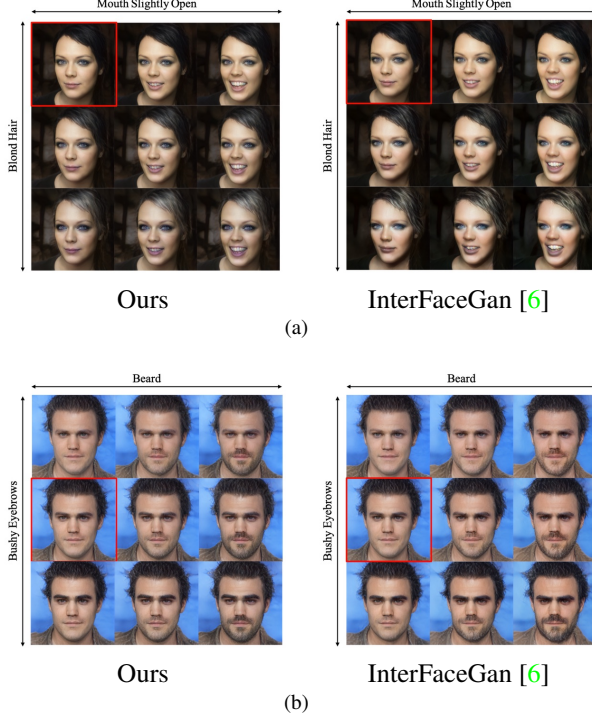 Mouth Slightly Open
Mouth Slightly Open
Blond Hair
Blond Hair
Ours
InterFaceGan [6]
(a)
Beard
Beard
Bushy Eyebrows
Bushy Eyebrows
Ours
InterFaceGan [6]
(b)